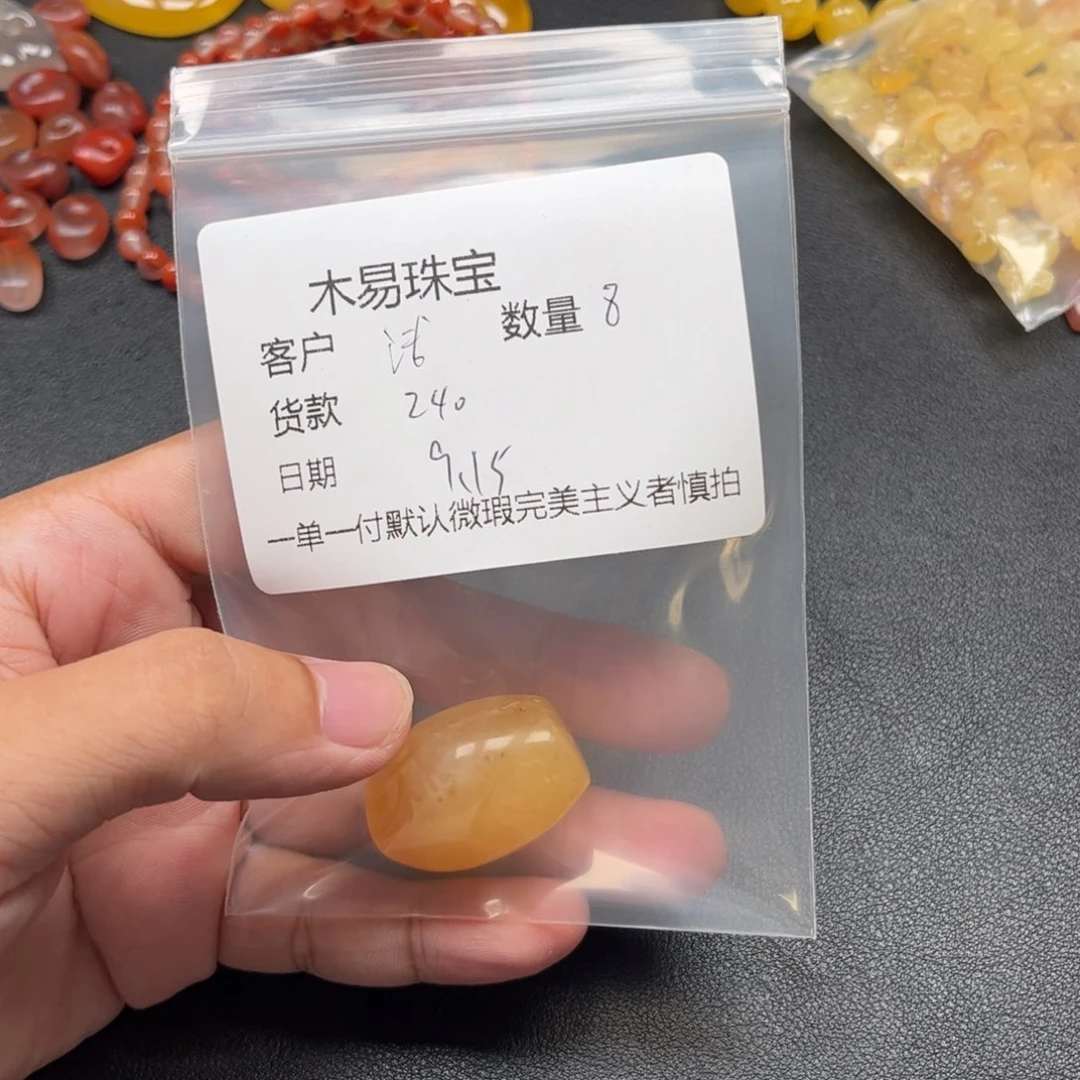 木易珠宝
客户 数量 8
货款 240
日期 9.15
一单一付默认微瑕完美主义者慎拍